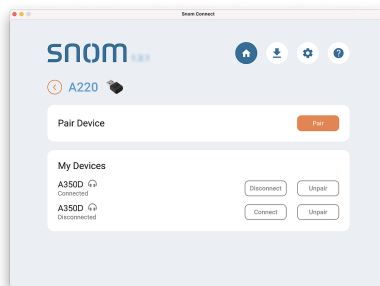 Snom Connect
snom
A220
Pair Device
Pair
My Devices
A350D
Connected
Disconnect
Unpair
A350D
Disconnected
Connect
Unpair